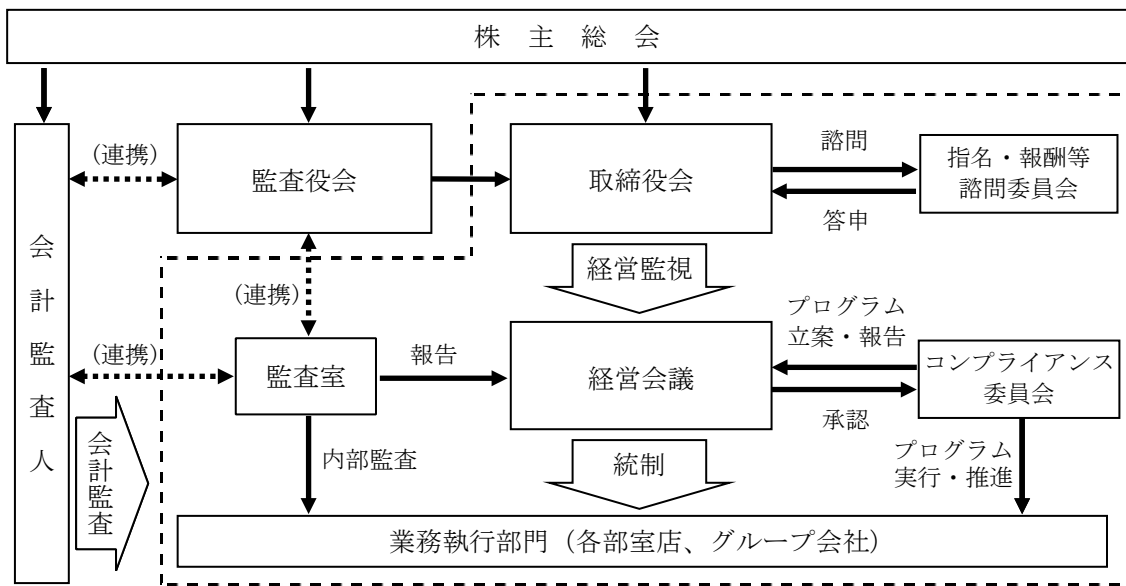 株主総会
(連携)
監査役会
取締役会
諮問
答申
指名・報酬等
諮問委員会
会計監査人
経営監視
(連携)
プログラム
立案・報告
(連携)
監査室
報告
経営会議
承認
コンプライアンス
委員会
会計監査
内部監査
統制
プログラム
実行・推進
業務執行部門（各部室店、グループ会社）